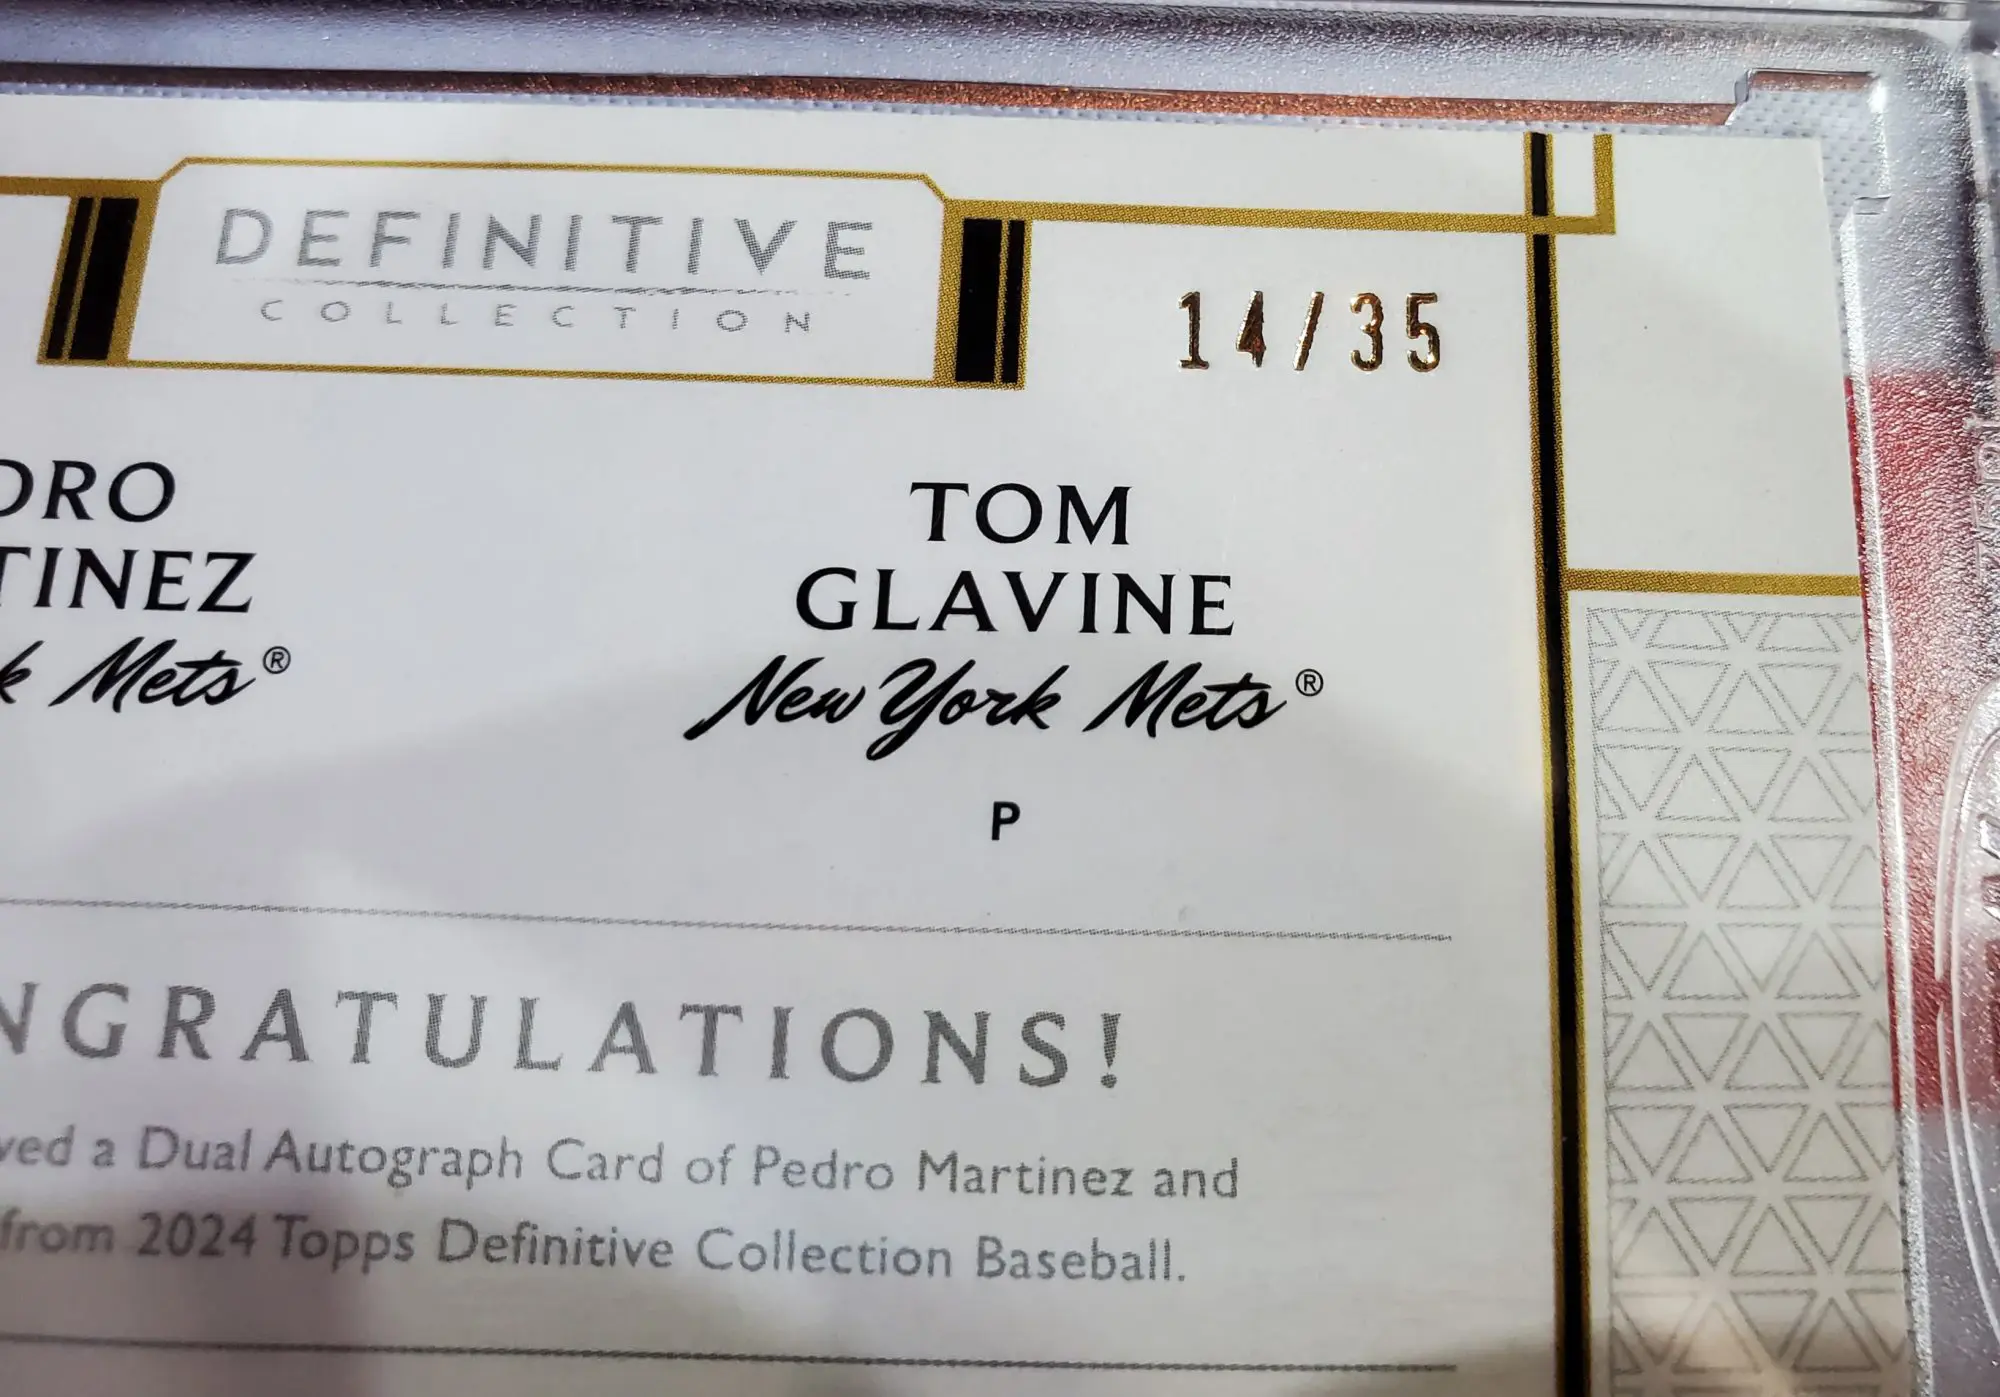 DEFINITIVE
COLLECTION
14/35
DRO
TINEZ
k Mets®
TOM
GLAVINE
New York Mets®
P
NGRATULATIONS!
ved a Dual Autograph Card of Pedro Martinez and
from 2024 Topps Definitive Collection Baseball.